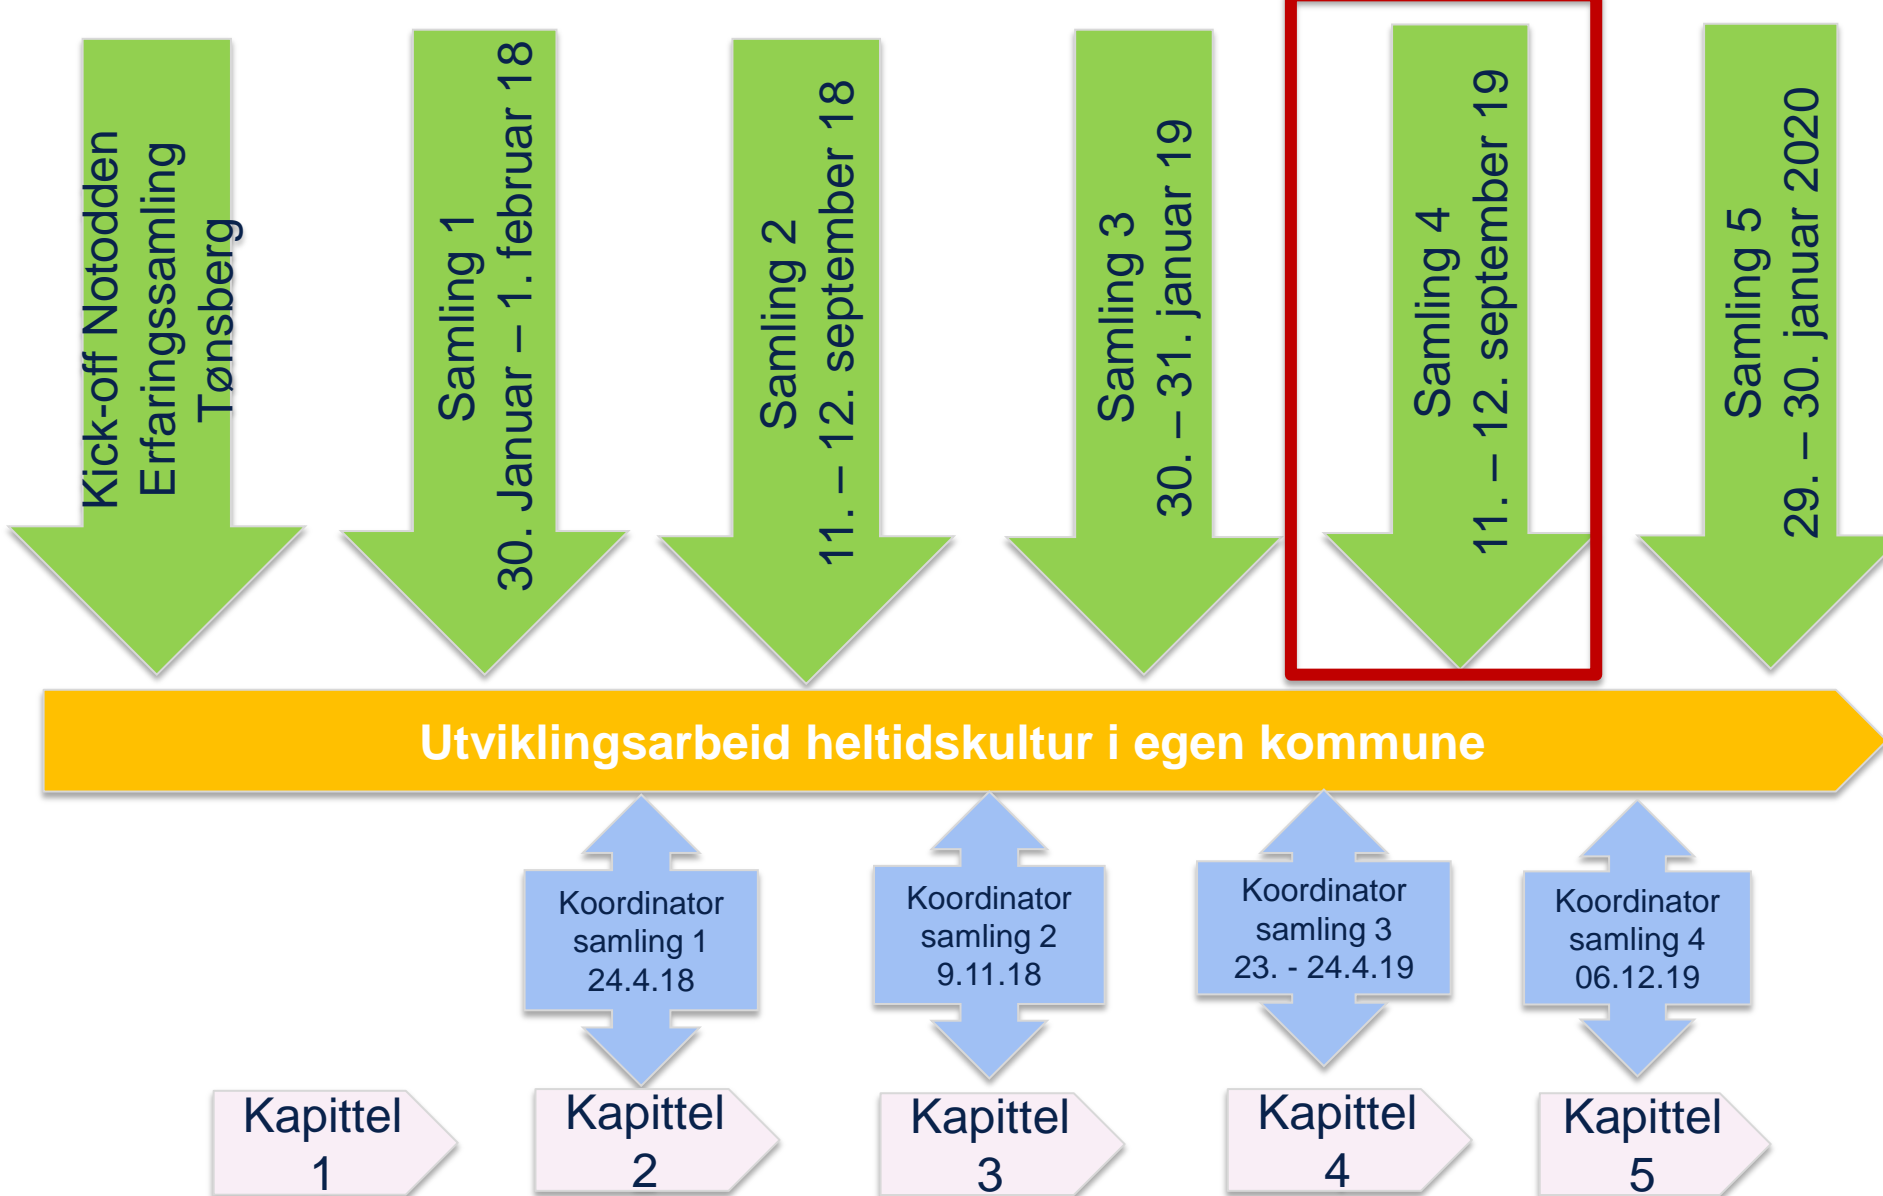 Kick-off Notodden
Erfaringssamling
Tønsberg
Samling 1
30. Januar – 1. februar 18
Samling 2
11. – 12. september 18
Samling 3
30. – 31. januar 19
Samling 4
11. – 12. september 19
Samling 5
29. – 30. januar 2020
Utviklingsarbeid heltidskultur i egen kommune
Koordinator
samling 1
24.4.18
Koordinator
samling 2
9.11.18
Koordinator
samling 3
23. - 24.4.19
Koordinator
samling 4
06.12.19
Kapittel
1
Kapittel
2
Kapittel
3
Kapittel
4
Kapittel
5